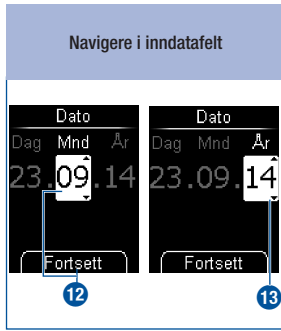 Navigere i inndatafelt
Dato
Dag Mnd År
23.09.14
Fortsett
12
Dato
Dag Mnd År
23.09.14
Fortsett
13